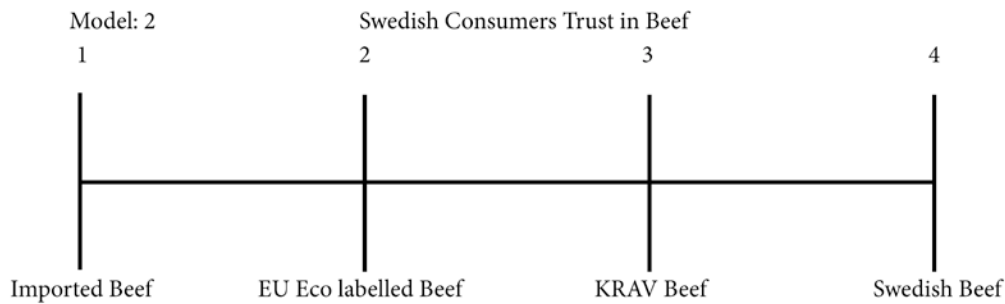 Model: 2 Swedish Consumers Trust in Beef
1 2 3 4
Imported Beef EU Eco labelled Beef KRAV Beef Swedish Beef